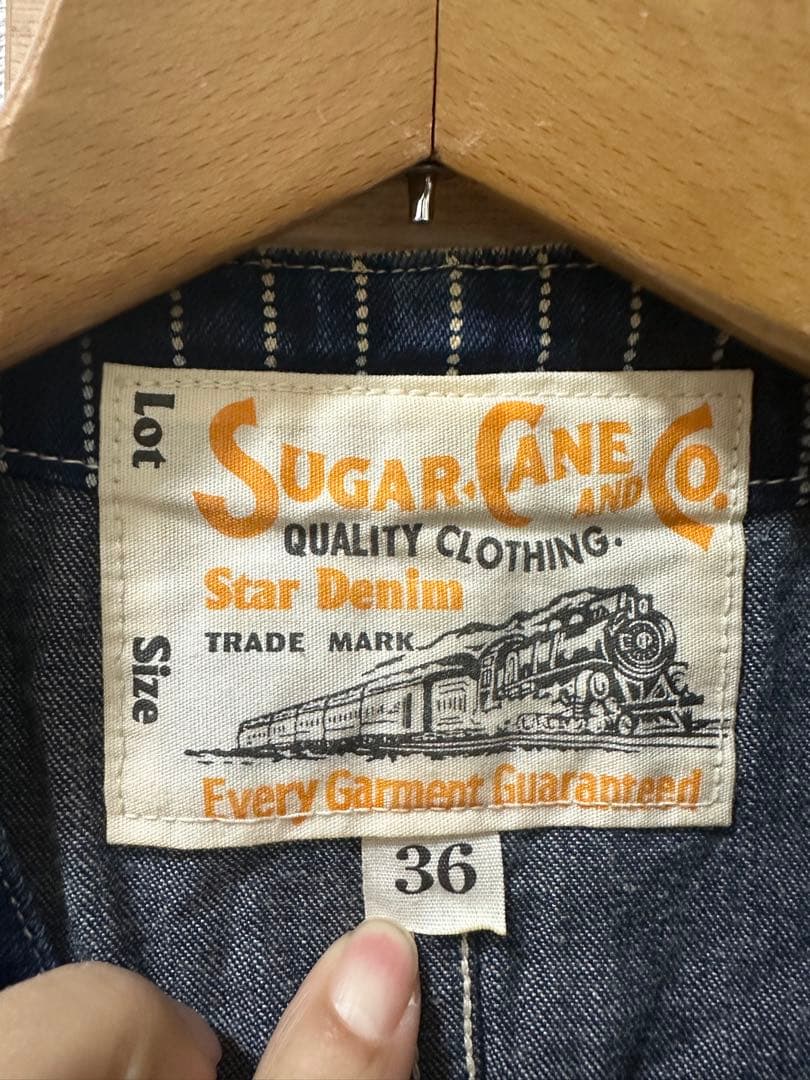 Lot
SUGAR CANE AND CO.
QUALITY CLOTHING.
Star Denim
TRADE MARK
Size
Every Garment Guaranteed
36